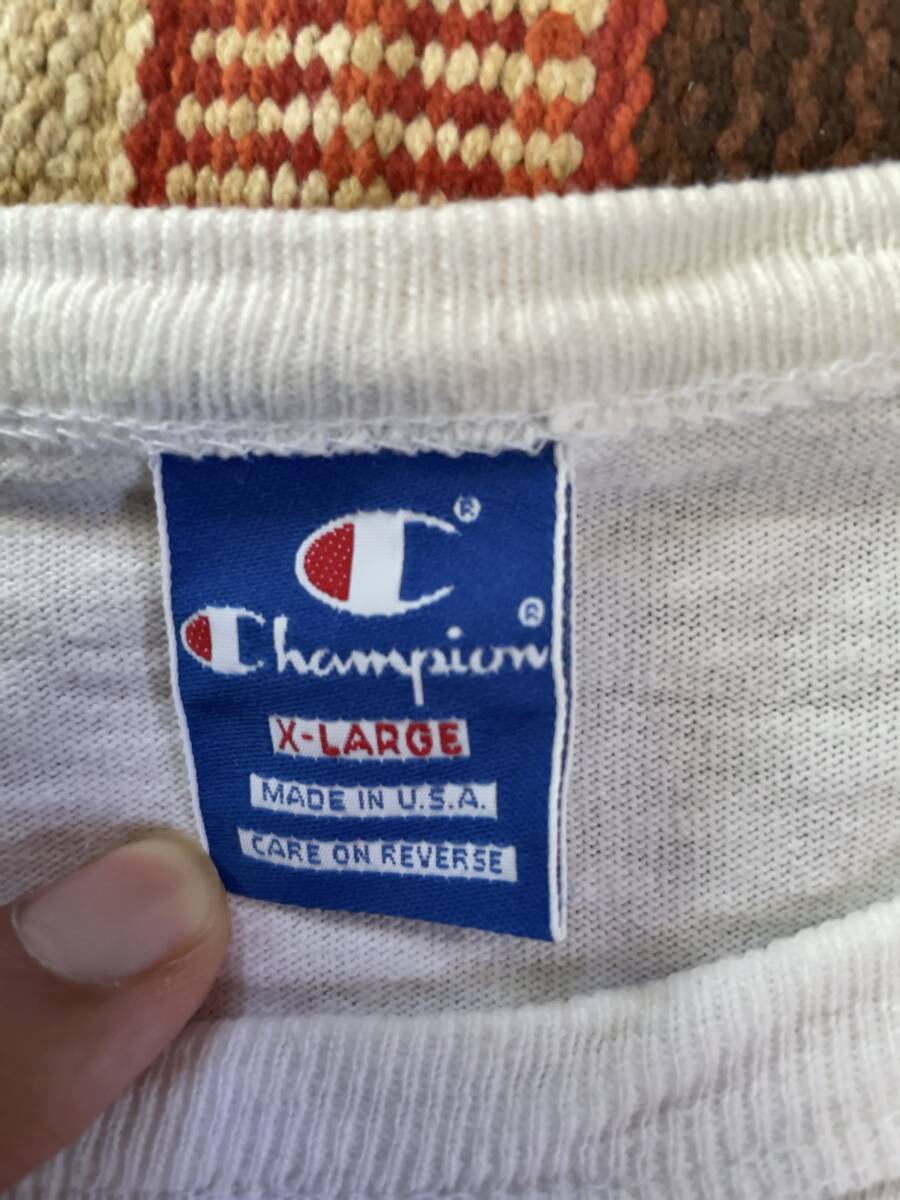 C®
Champion®
X-LARGE
MADE IN U.S.A.
CARE ON REVERSE